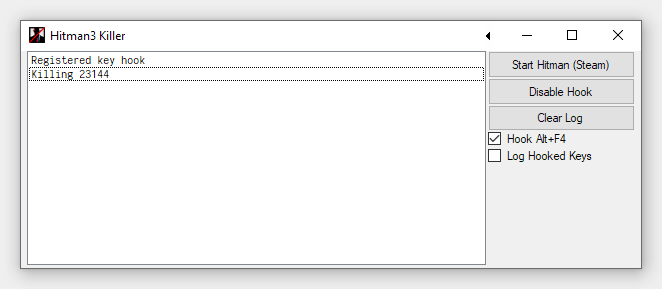 Hitman3 Killer
Registered key hook
Killing 23144
Start Hitman (Steam)
Disable Hook
Clear Log
Hook Alt+F4
Log Hooked Keys